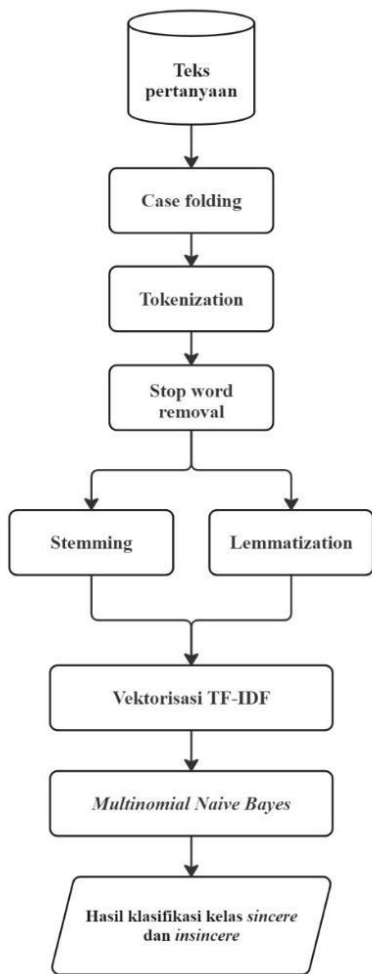 Teks
pertanyaan
Case folding
Tokenization
Stop word
removal
Stemming
Lemmatization
Vektorisasi TF-IDF
Multinomial Naive Bayes
Hasil klasifikasi kelas sincere
dan insincere